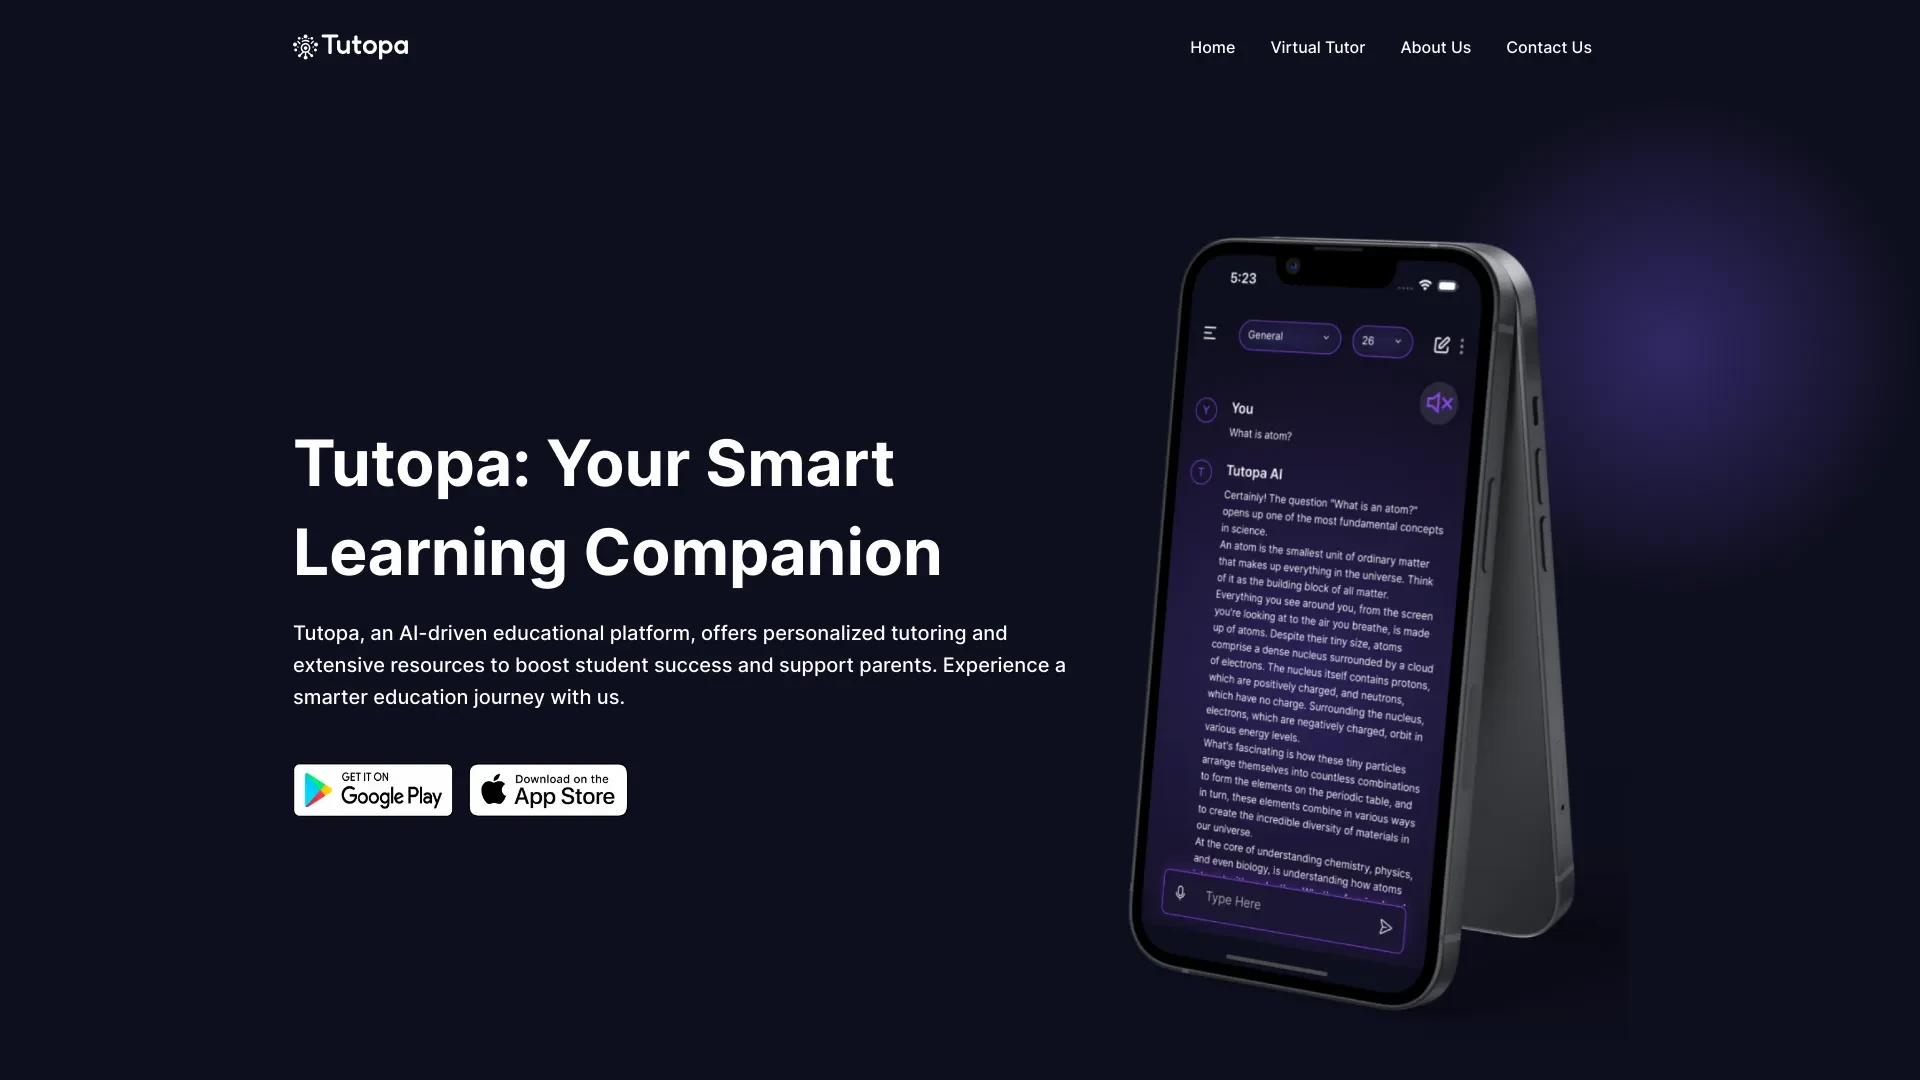 Tutopa
Home Virtual Tutor About Us Contact Us
Tutopa: Your Smart
Learning Companion
Tutopa, an AI-driven educational platform, offers personalized tutoring and
extensive resources to boost student success and support parents. Experience a
smarter education journey with us.
GET IT ON
Google Play
Download on the
App Store
5:23
General
26
Y
You
What is atom?
T
Tutopa AI
Certainly! The question "What is an atom?"
opens up one of the most fundamental concepts
in science.
An atom is the smallest unit of ordinary matter
that makes up everything in the universe. Think
of it as the building block of all matter.
Everything you see around you, from the screen
you're looking at to the air you breathe, is made
up of atoms. Despite their tiny size, atoms
comprise a dense nucleus surrounded by a cloud
of electrons. The nucleus itself contains protons,
which are positively charged, and neutrons,
which have no charge. Surrounding the nucleus,
electrons, which are negatively charged, orbit in
various energy levels.
What's fascinating is how these tiny particles
arrange themselves into countless combinations
to form the elements on the periodic table, and
in turn, these elements combine in various ways
to create the incredible diversity of materials in
our universe.
At the core of understanding chemistry, physics,
and even biology, is understanding how atoms
Type Here